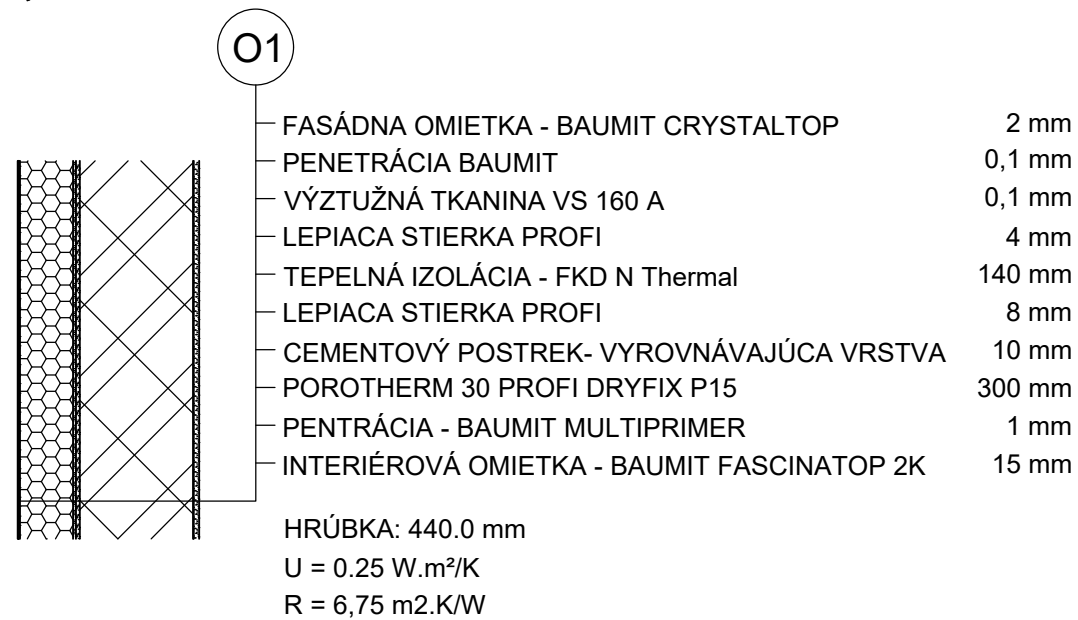 O1
FASÁDNA OMIETKA - BAUMIT CRYSTALTOP 2 mm
PENETRÁCIA BAUMIT 0,1 mm
VÝZTUŽNÁ TKANINA VS 160 A 0,1 mm
LEPIACA STIERKA PROFI 4 mm
TEPELNÁ IZOLÁCIA - FKD N Thermal 140 mm
LEPIACA STIERKA PROFI 8 mm
CEMENTOVÝ POSTREK- VYROVNÁVAJÚCA VRSTVA 10 mm
POROTHERM 30 PROFI DRYFIX P15 300 mm
PENTRÁCIA - BAUMIT MULTIPRIMER 1 mm
INTERIÉROVÁ OMIETKA - BAUMIT FASCINATOP 2K 15 mm
HRÚBKA: 440.0 mm
U = 0.25 W.m²/K
R = 6,75 m2.K/W